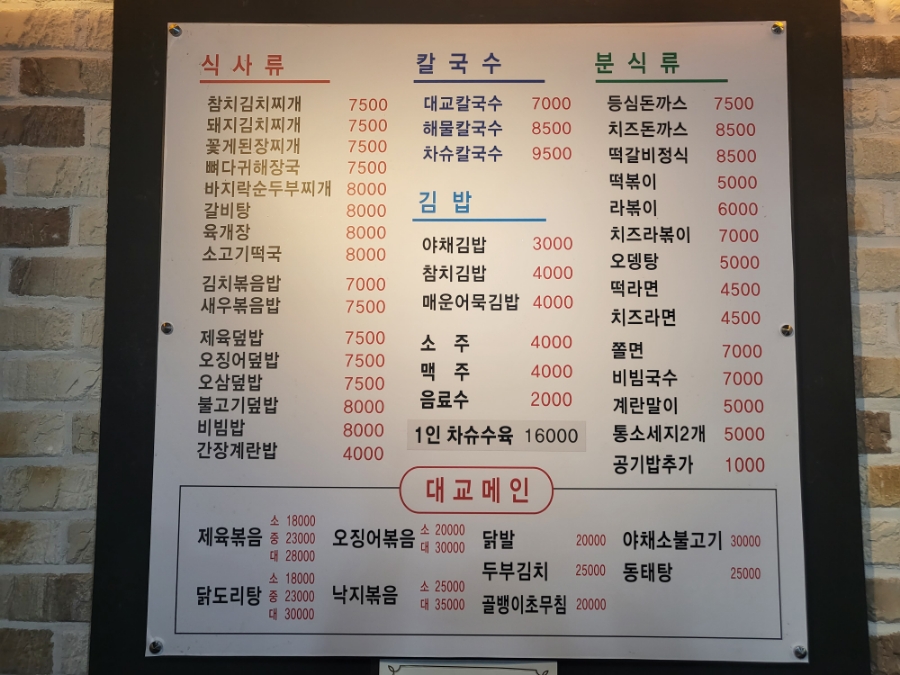 식사류
참치김치찌개 7500
돼지김치찌개 7500
꽃게된장찌개 7500
뼈다귀해장국 7500
바지락순두부찌개 8000
갈비탕 8000
육개장 8000
소고기떡국 8000
김치볶음밥 7000
새우볶음밥 7500
제육덮밥 7500
오징어덮밥 7500
오삼덮밥 7500
불고기덮밥 8000
비빔밥 8000
간장계란밥 4000
칼국수
대교칼국수 7000
해물칼국수 8500
차슈칼국수 9500
김밥
야채김밥 3000
참치김밥 4000
매운어묵김밥 4000
소 주 4000
맥 주 4000
음료수 2000
1인 차슈수육 16000
분식류
등심돈까스 7500
치즈돈까스 8500
떡갈비정식 8500
떡볶이 5000
라볶이 6000
치즈라볶이 7000
오뎅탕 5000
떡라면 4500
치즈라면 4500
쫄면 7000
비빔국수 7000
계란말이 5000
통소세지2개 5000
공기밥추가 1000
대교메인
제육볶음 소 18000
중 23000
대 28000
닭도리탕 소 18000
중 23000
대 30000
오징어볶음 소 20000
대 30000
낙지볶음 소 25000
대 35000
닭발 20000
두부김치 25000
골뱅이초무침 20000
야채소불고기 30000
동태탕 25000